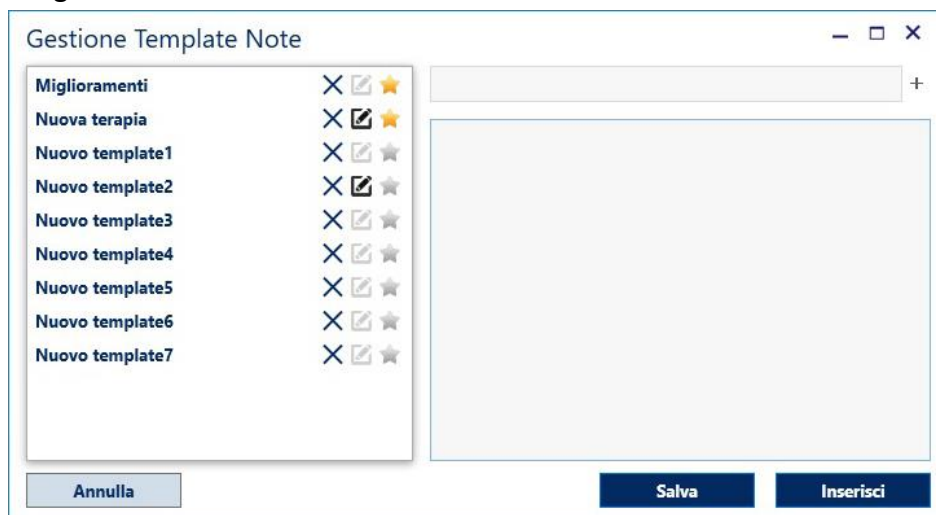 Gestione Template Note
Miglioramenti
Nuova terapia
Nuovo template1
Nuovo template2
Nuovo template3
Nuovo template4
Nuovo template5
Nuovo template6
Nuovo template7
+
Annulla
Salva
Inserisci